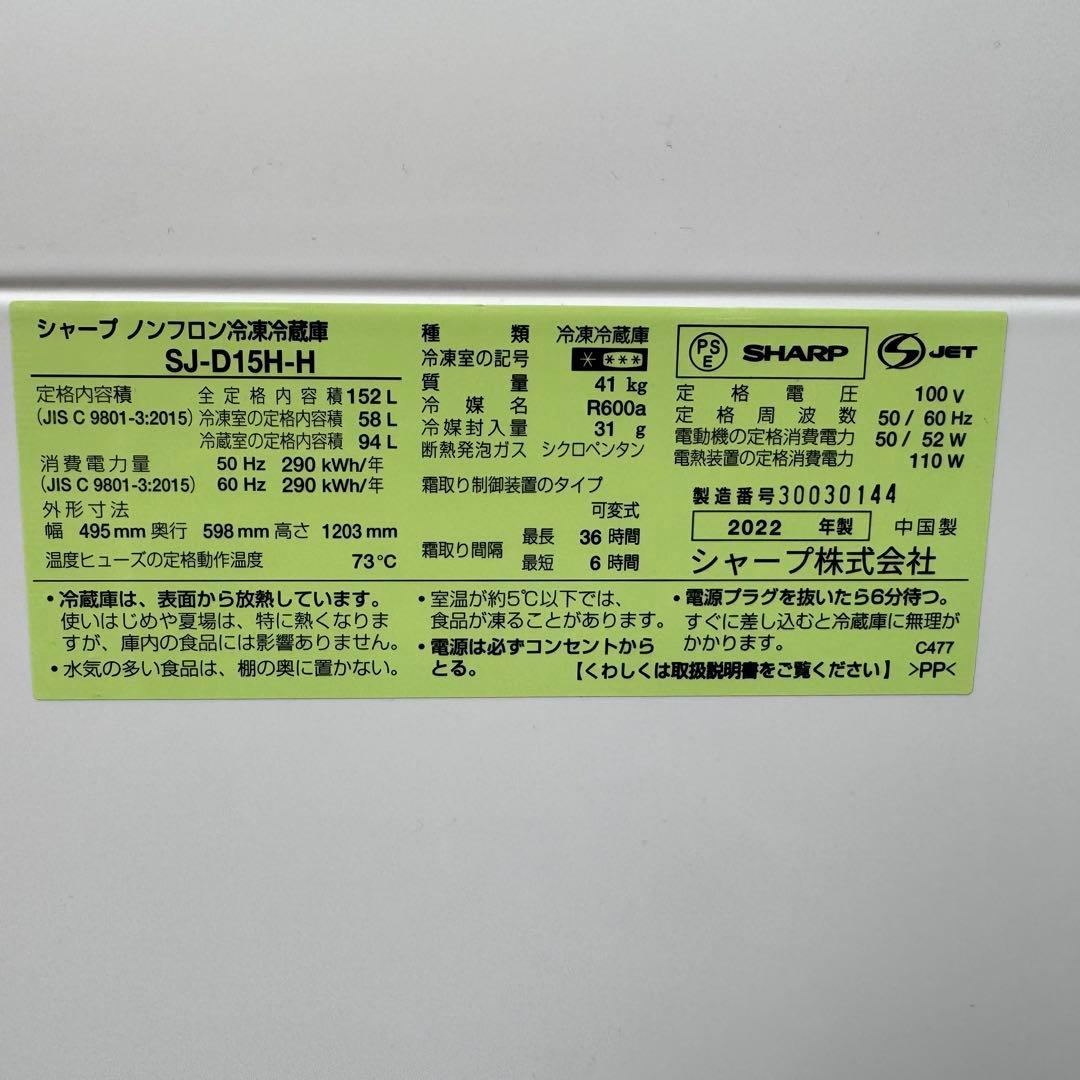 シャープ ノンフロン冷凍冷蔵庫
SJ-D15H-H
定格内容積 全定格内容積 152 L
(JIS C 9801-3:2015) 冷凍室の定格内容積 58 L
冷蔵室の定格内容積 94 L
消費電力量 50 Hz 290 kWh/年
(JIS C 9801-3:2015) 60 Hz 290 kWh/年
外形寸法
幅 495 mm 奥行 598 mm 高さ 1203 mm
温度ヒューズの定格動作温度 73℃
種類 冷凍冷蔵庫
冷凍室の記号 * ***
質量 41 kg
冷媒名 R600a
冷媒封入量 31 g
断熱発泡ガス シクロペンタン
霜取り制御装置のタイプ
可変式
霜取り間隔 最長 36 時間
最短 6 時間
PSE SHARP JET
定格電圧 100 V
定格周波数 50 / 60 Hz
電動機の定格消費電力 50 / 52 W
電熱装置の定格消費電力 110 W
製造番号 30030144
2022 年製 中国製
シャープ株式会社
・冷蔵庫は、表面から放熱しています。
使いはじめや夏場は、特に熱くなりま
すが、庫内の食品には影響ありません。
・水気の多い食品は、棚の奥に置かない。
・室温が約5℃以下では、
食品が凍ることがあります。
・電源は必ずコンセントから
とる。
・電源プラグを抜いたら6分待つ。
すぐに差し込むと冷蔵庫に無理が
かかります。 C477
【くわしくは取扱説明書をご覧ください】 >PP<